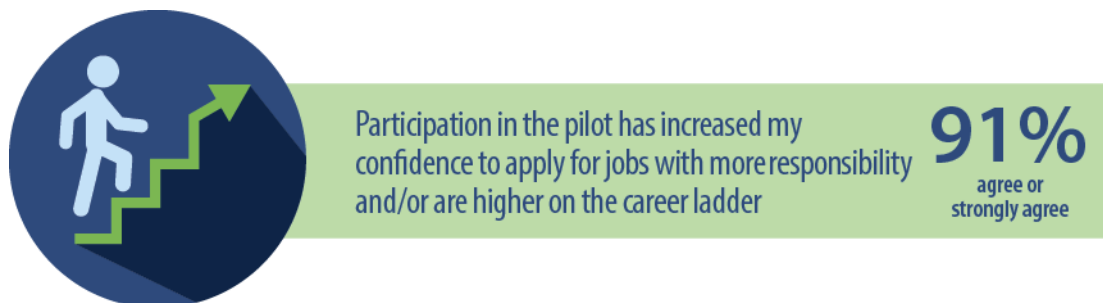 Participation in the pilot has increased my
confidence to apply for jobs with more responsibility
and/or are higher on the career ladder
91%
agree or
strongly agree